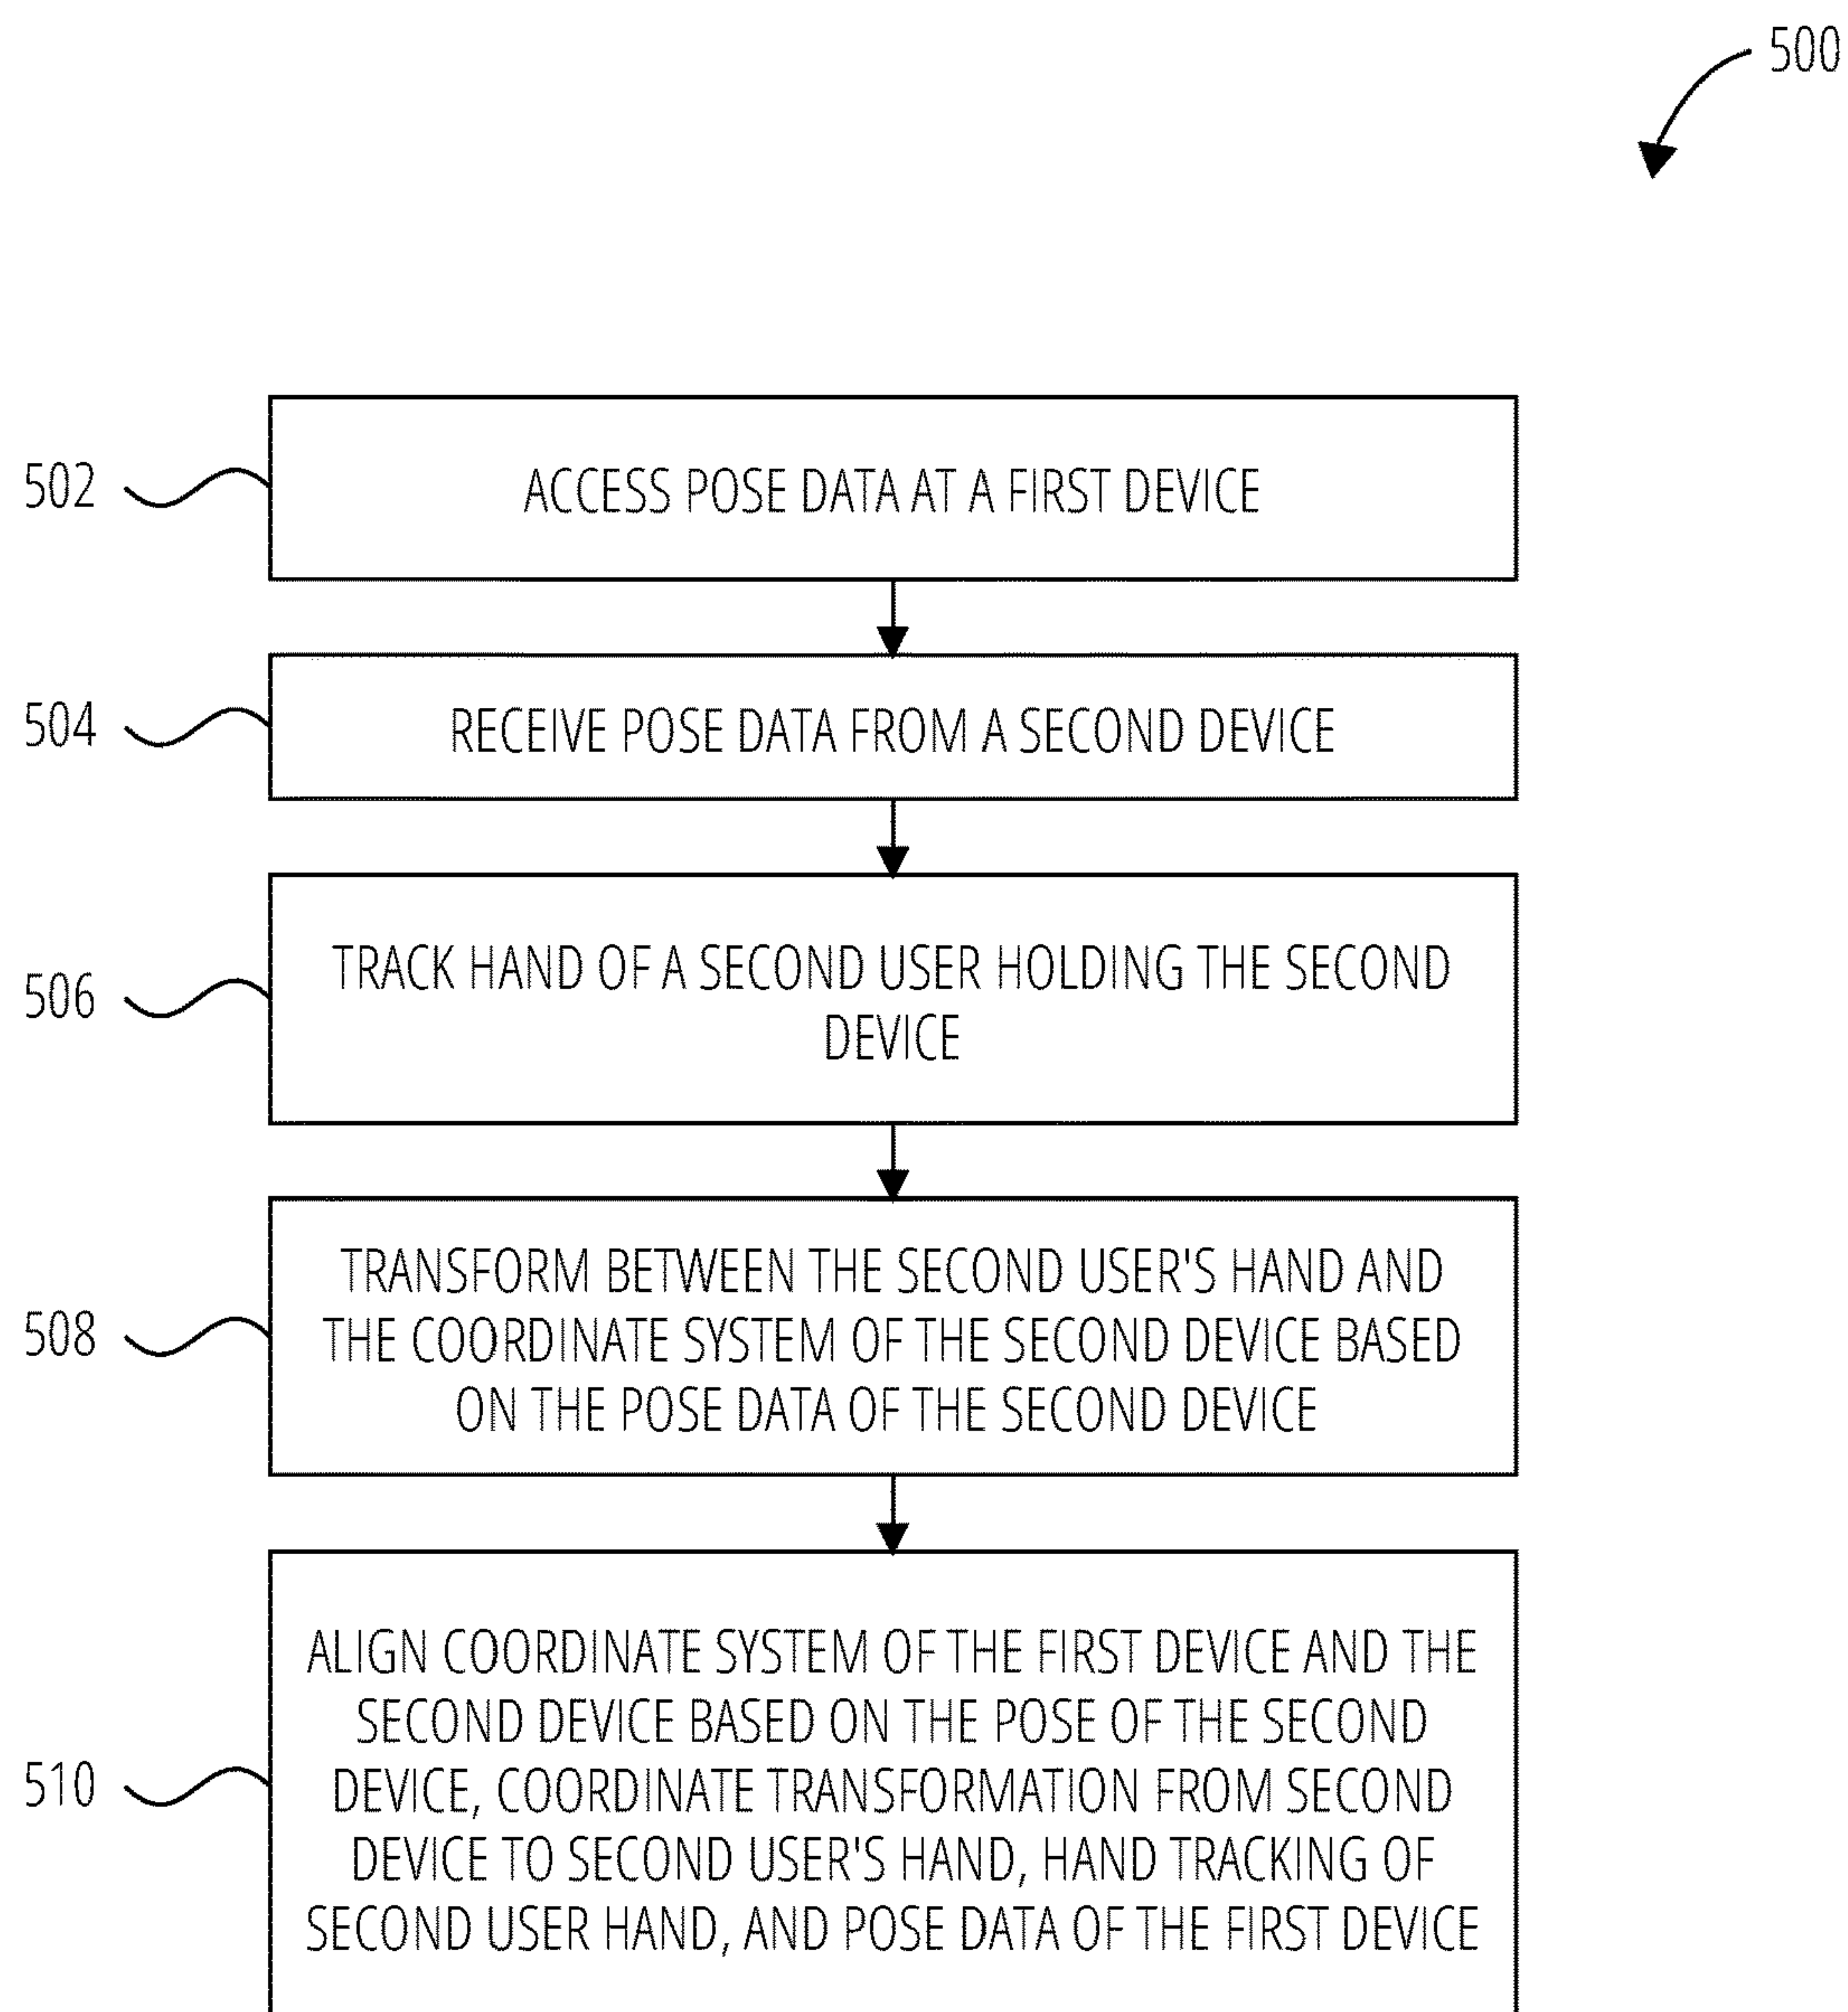 500
502
ACCESS POSE DATA AT A FIRST DEVICE
504
RECEIVE POSE DATA FROM A SECOND DEVICE
506
TRACK HAND OF A SECOND USER HOLDING THE SECOND
DEVICE
508
TRANSFORM BETWEEN THE SECOND USER'S HAND AND
THE COORDINATE SYSTEM OF THE SECOND DEVICE BASED
ON THE POSE DATA OF THE SECOND DEVICE
510
ALIGN COORDINATE SYSTEM OF THE FIRST DEVICE AND THE
SECOND DEVICE BASED ON THE POSE OF THE SECOND
DEVICE, COORDINATE TRANSFORMATION FROM SECOND
DEVICE TO SECOND USER'S HAND, HAND TRACKING OF
SECOND USER HAND, AND POSE DATA OF THE FIRST DEVICE